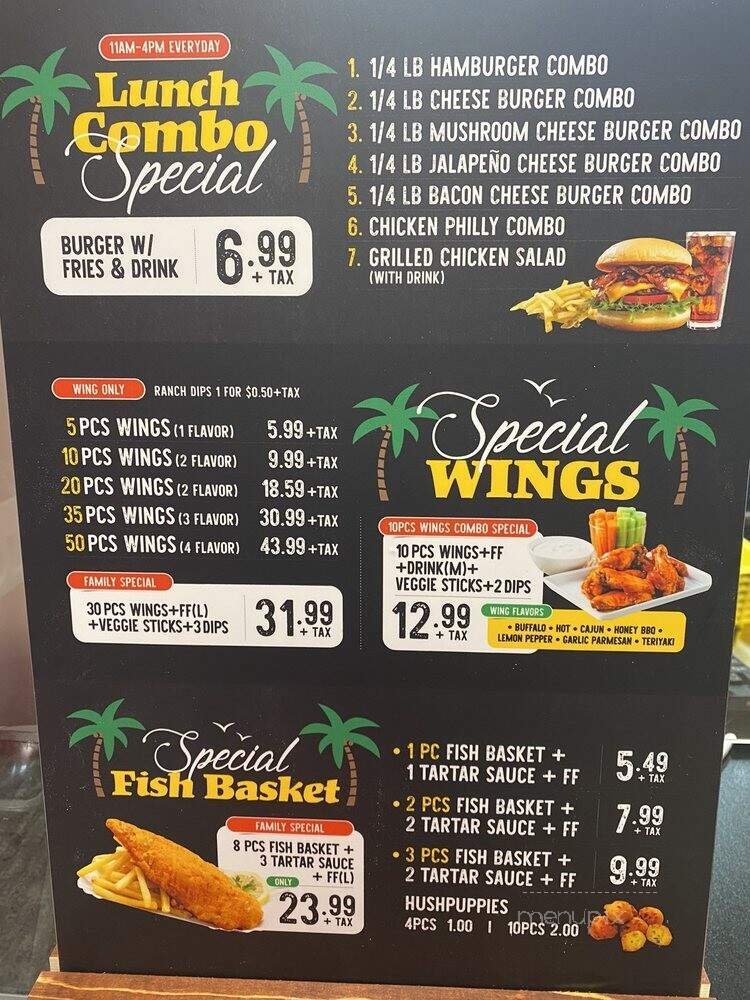 11AM-4PM EVERYDAY
Lunch
Combo
Special
BURGER W/
FRIES & DRINK
6.99
+ TAX
1. 1/4 LB HAMBURGER COMBO
2. 1/4 LB CHEESE BURGER COMBO
3. 1/4 LB MUSHROOM CHEESE BURGER COMBO
4. 1/4 LB JALAPEÑO CHEESE BURGER COMBO
5. 1/4 LB BACON CHEESE BURGER COMBO
6. CHICKEN PHILLY COMBO
7. GRILLED CHICKEN SALAD
(WITH DRINK)
WING ONLY RANCH DIPS 1 FOR $0.50+TAX
5 PCS WINGS (1 FLAVOR) 5.99 +TAX
10 PCS WINGS (2 FLAVOR) 9.99 +TAX
20 PCS WINGS (2 FLAVOR) 18.59 +TAX
35 PCS WINGS (3 FLAVOR) 30.99 +TAX
50 PCS WINGS (4 FLAVOR) 43.99 +TAX
FAMILY SPECIAL
30 PCS WINGS+FF(L)
+VEGGIE STICKS+3 DIPS
31.99
+ TAX
Special
WINGS
10PCS WINGS COMBO SPECIAL
10 PCS WINGS+FF
+DRINK(M)+
VEGGIE STICKS+2 DIPS
12.99
+ TAX
WING FLAVORS
• BUFFALO • HOT • CAJUN • HONEY BBQ •
LEMON PEPPER • GARLIC PARMESAN • TERIYAKI
Special
Fish Basket
FAMILY SPECIAL
8 PCS FISH BASKET +
3 TARTAR SAUCE
+ FF(L)
ONLY
23.99
+ TAX
• 1 PC FISH BASKET +
1 TARTAR SAUCE + FF
5.49
+ TAX
• 2 PCS FISH BASKET +
2 TARTAR SAUCE + FF
7.99
+ TAX
• 3 PCS FISH BASKET +
2 TARTAR SAUCE + FF
9.99
+ TAX
HUSHPUPPIES
4PCS 1.00 | 10PCS 2.00
menupix